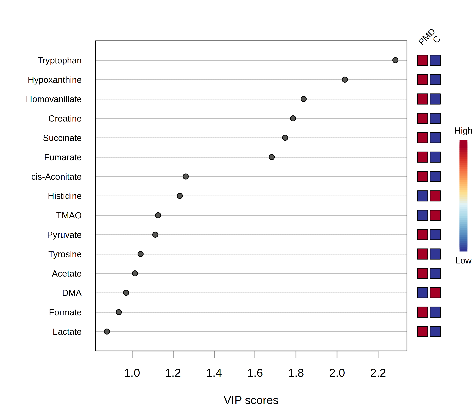 PMD C
Tryptophan
Hypoxanthine
Homovanillate
Creatine
Succinate
Fumarate
cis-Aconitate
Histidine
TMAO
Pyruvate
Tyrosine
Acetate
DMA
Formate
Lactate
High
Low
1.0 1.2 1.4 1.6 1.8 2.0 2.2
VIP scores